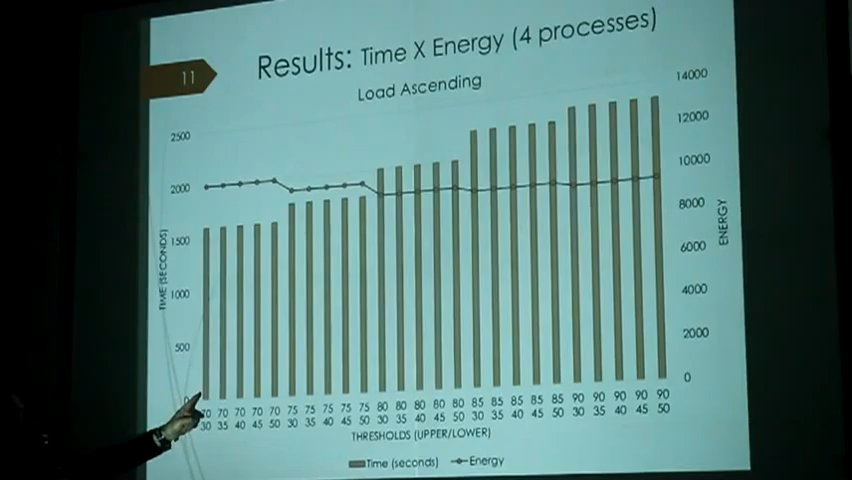 11
Results: Time X Energy (4 processes)
Load Ascending
14000
12000
10000
8000
6000
4000
2000
0
ENERGY
2500
2000
1500
1000
500
0
TIME (SECONDS)
70 70 70 70 70 75 75 75 75 75 80 80 80 80 80 85 85 85 85 85 90 90 90 90 90
30 35 40 45 50 30 35 40 45 50 30 35 40 45 50 30 35 40 45 50 30 35 40 45 50
THRESHOLDS (UPPER/LOWER)
Time (seconds) Energy